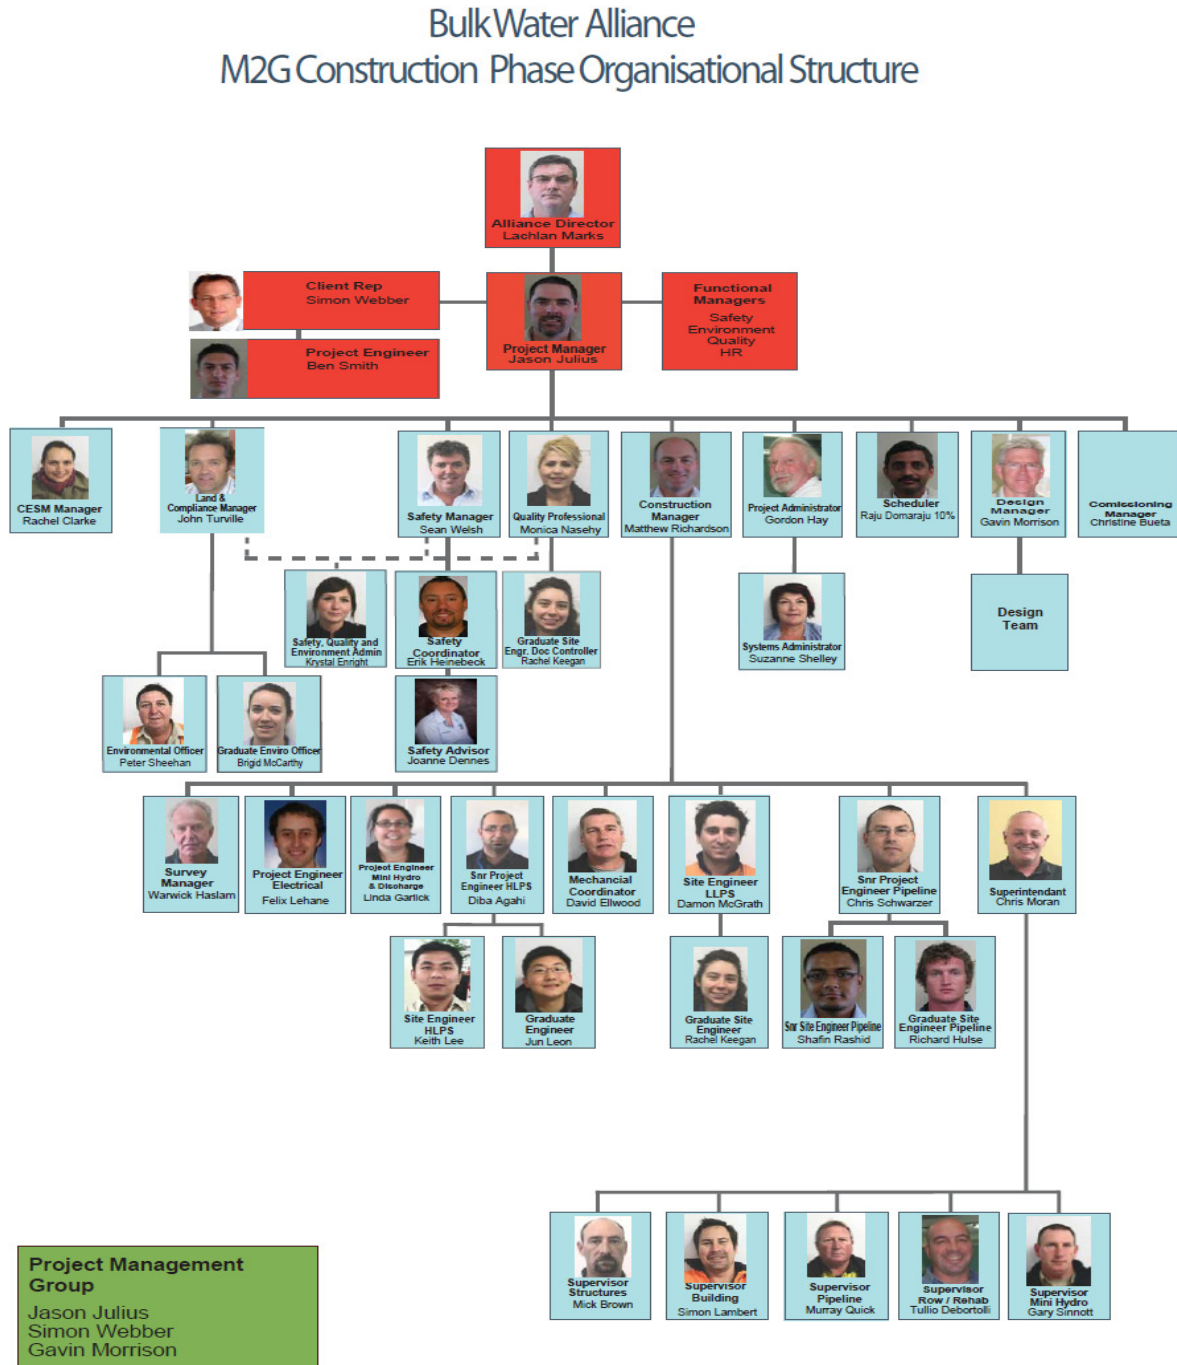 Bulk Water Alliance
M2G Construction Phase Organisational Structure
Alliance Director
Lachlan Marks
Client Rep
Simon Webber
Project Engineer
Ben Smith
Project Manager
Jason Julius
Functional
Managers
Safety
Environment
Quality
HR
CESM Manager
Rachel Clarke
Land &
Compliance Manager
John Turville
Safety Manager
Sean Welsh
Quality Professional
Monica Nasehy
Construction
Manager
Matthew Richardson
Project Administrator
Gordon Hay
Scheduler
Raju Domaraju 10%
Design
Manager
Gavin Morrison
Comissioning
Manager
Christine Bueta
Safety, Quality and
Environment Admin
Krystal Enright
Safety
Coordinator
Erik Heinebeck
Graduate Site
Engr. Doc Controller
Rachel Keegan
Systems Administrator
Suzanne Shelley
Design
Team
Environmental Officer
Peter Sheehan
Graduate Enviro Officer
Brigid McCarthy
Safety Advisor
Joanne Dennes
Survey
Manager
Warwick Haslam
Project Engineer
Electrical
Felix Lehane
Project Engineer
Mini Hydro
& Discharge
Linda Garlick
Snr Project
Engineer HLPS
Diba Agahi
Mechancial
Coordinator
David Ellwood
Site Engineer
LLPS
Damon McGrath
Snr Project
Engineer Pipeline
Chris Schwarzer
Superintendant
Chris Moran
Site Engineer
HLPS
Keith Lee
Graduate
Engineer
Jun Leon
Graduate Site
Engineer
Rachel Keegan
Snr Site Engineer Pipeline
Shafin Rashid
Graduate Site
Engineer Pipeline
Richard Hulse
Supervisor
Structures
Mick Brown
Supervisor
Building
Simon Lambert
Supervisor
Pipeline
Murray Quick
Supervisor
Row / Rehab
Tullio Debortolli
Supervisor
Mini Hydro
Gary Sinnott
Project Management
Group
Jason Julius
Simon Webber
Gavin Morrison